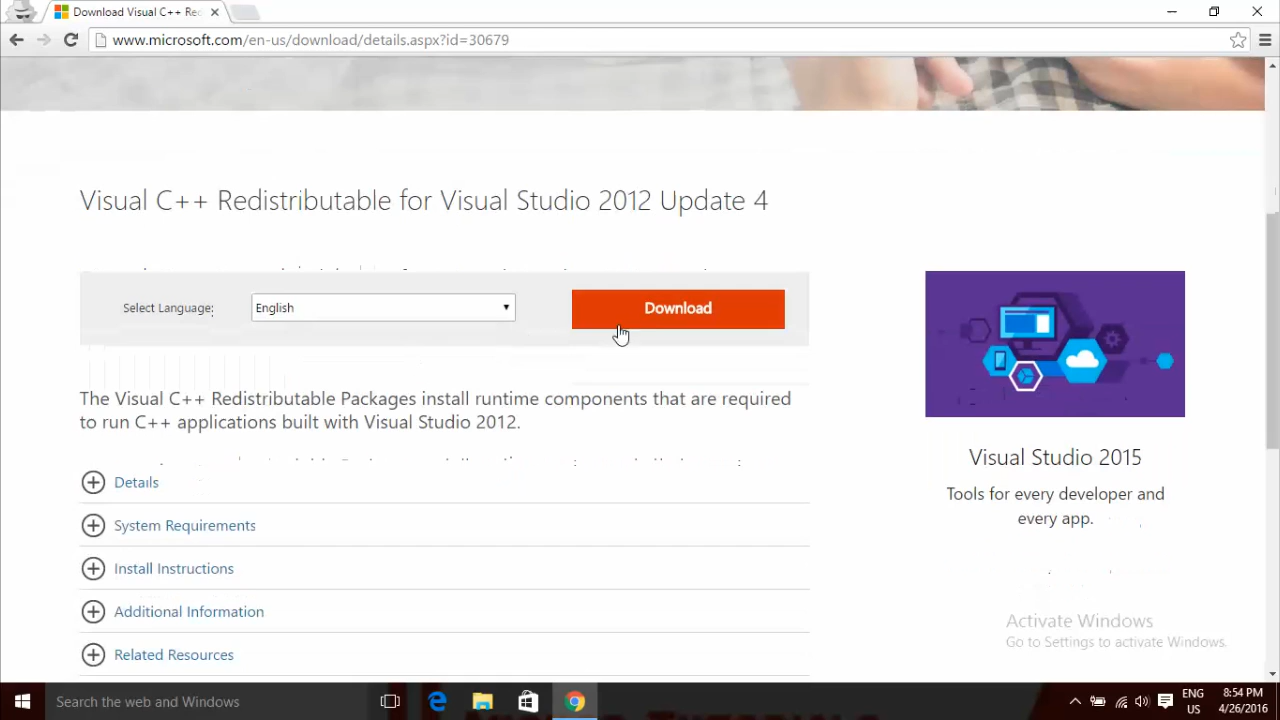 Download Visual C++ Rec
www.microsoft.com/en-us/download/details.aspx?id=30679
Visual C++ Redistributable for Visual Studio 2012 Update 4
Select Language:
English
Download
The Visual C++ Redistributable Packages install runtime components that are required
to run C++ applications built with Visual Studio 2012.
Details
System Requirements
Install Instructions
Additional Information
Related Resources
Visual Studio 2015
Tools for every developer and
every app.
Activate Windows
Go to Settings to activate Windows.
Search the web and Windows
ENG
US
8:54 PM
4/26/2016